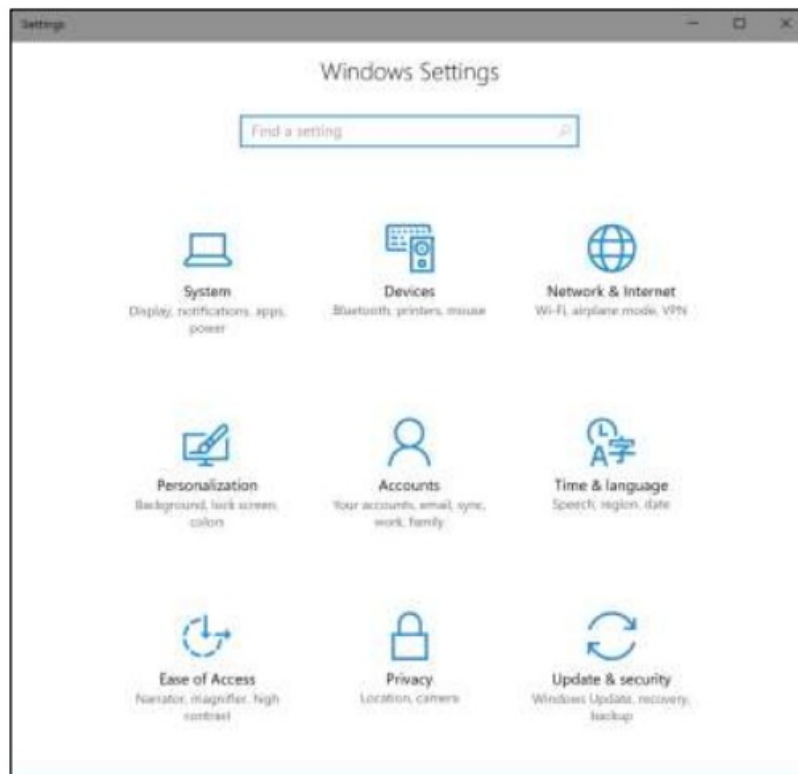 Settings
Windows Settings
Find a setting
System
Display, notifications, apps,
power
Devices
Bluetooth, printers, mouse
Network & Internet
Wi-Fi, airplane mode, VPN
Personalization
Background, lock screen,
colors
Accounts
Your accounts, email, sync,
work, family
Time & language
Speech, region, date
A字
Ease of Access
Narrator, magnifier, high
contrast
Privacy
Location, camera
Update & security
Windows Update, recovery,
backup